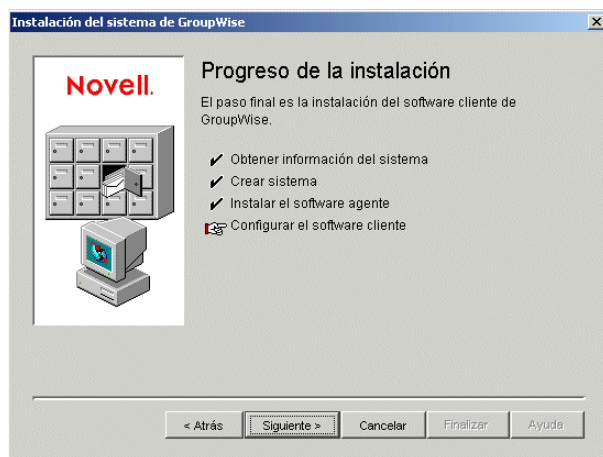 Instalación del sistema de GroupWise
Novell.
Progreso de la instalación
El paso final es la instalación del software cliente de
GroupWise.
Obtener información del sistema
Crear sistema
Instalar el software agente
Configurar el software cliente
< Atrás
Siguiente >
Cancelar
Finalizar
Ayuda